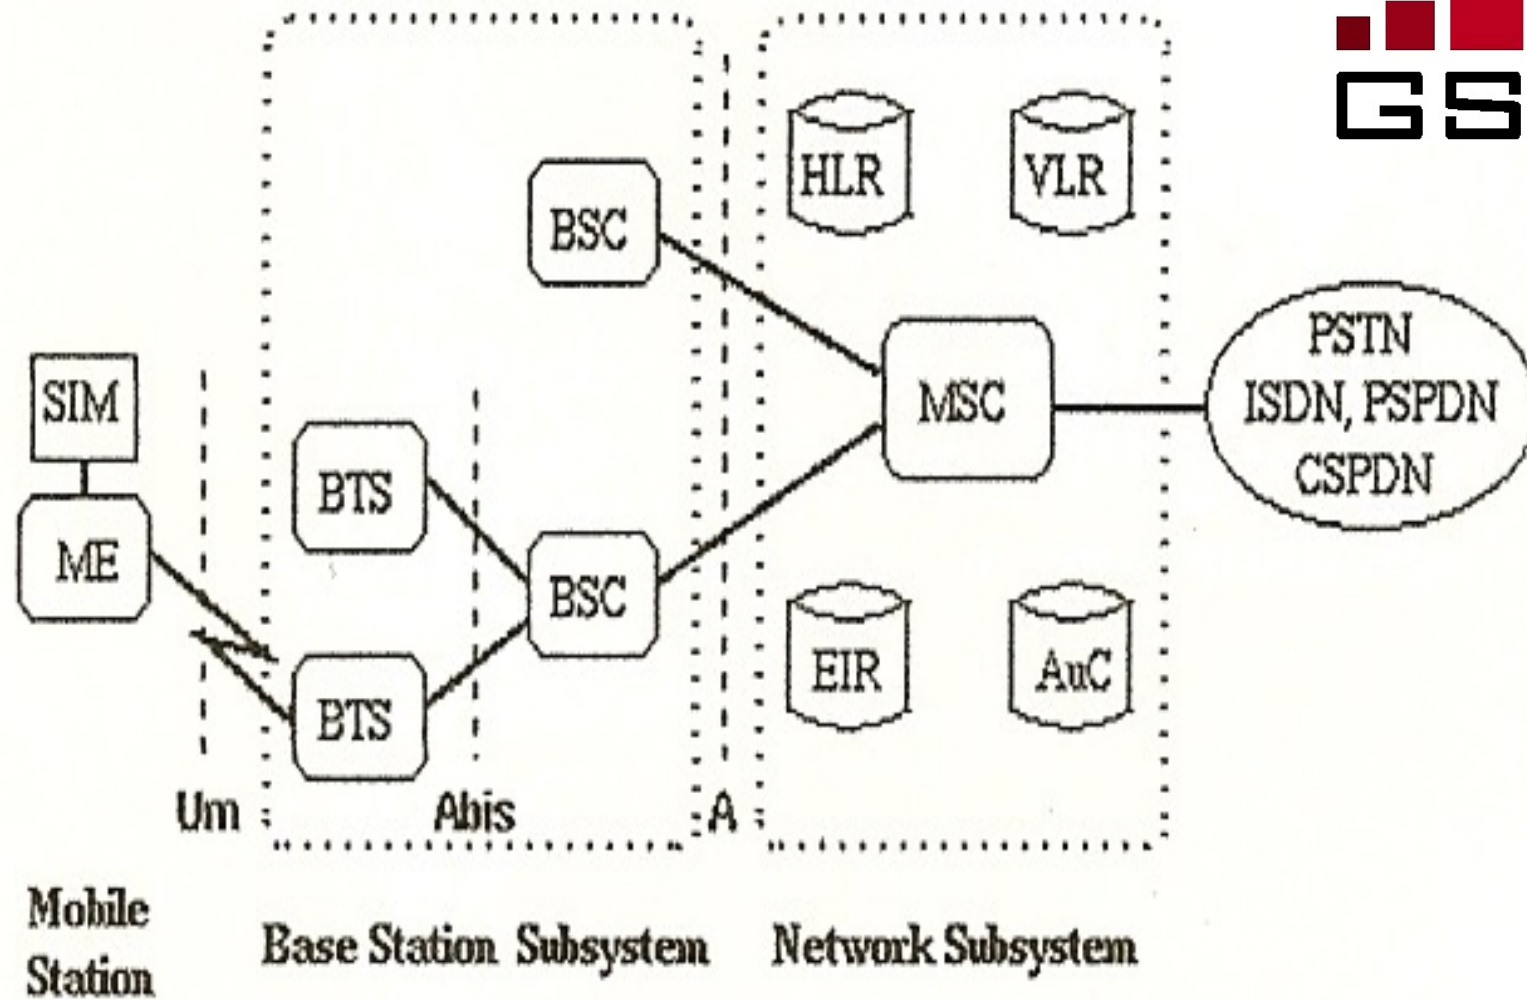 GS
HLR
VLR
BSC
SIM
MSC
PSTN
ISDN, PSPDN
CSPDN
BTS
ME
BSC
EIR
AuC
BTS
Um
Abis
A
Mobile
Station
Base Station Subsystem
Network Subsystem